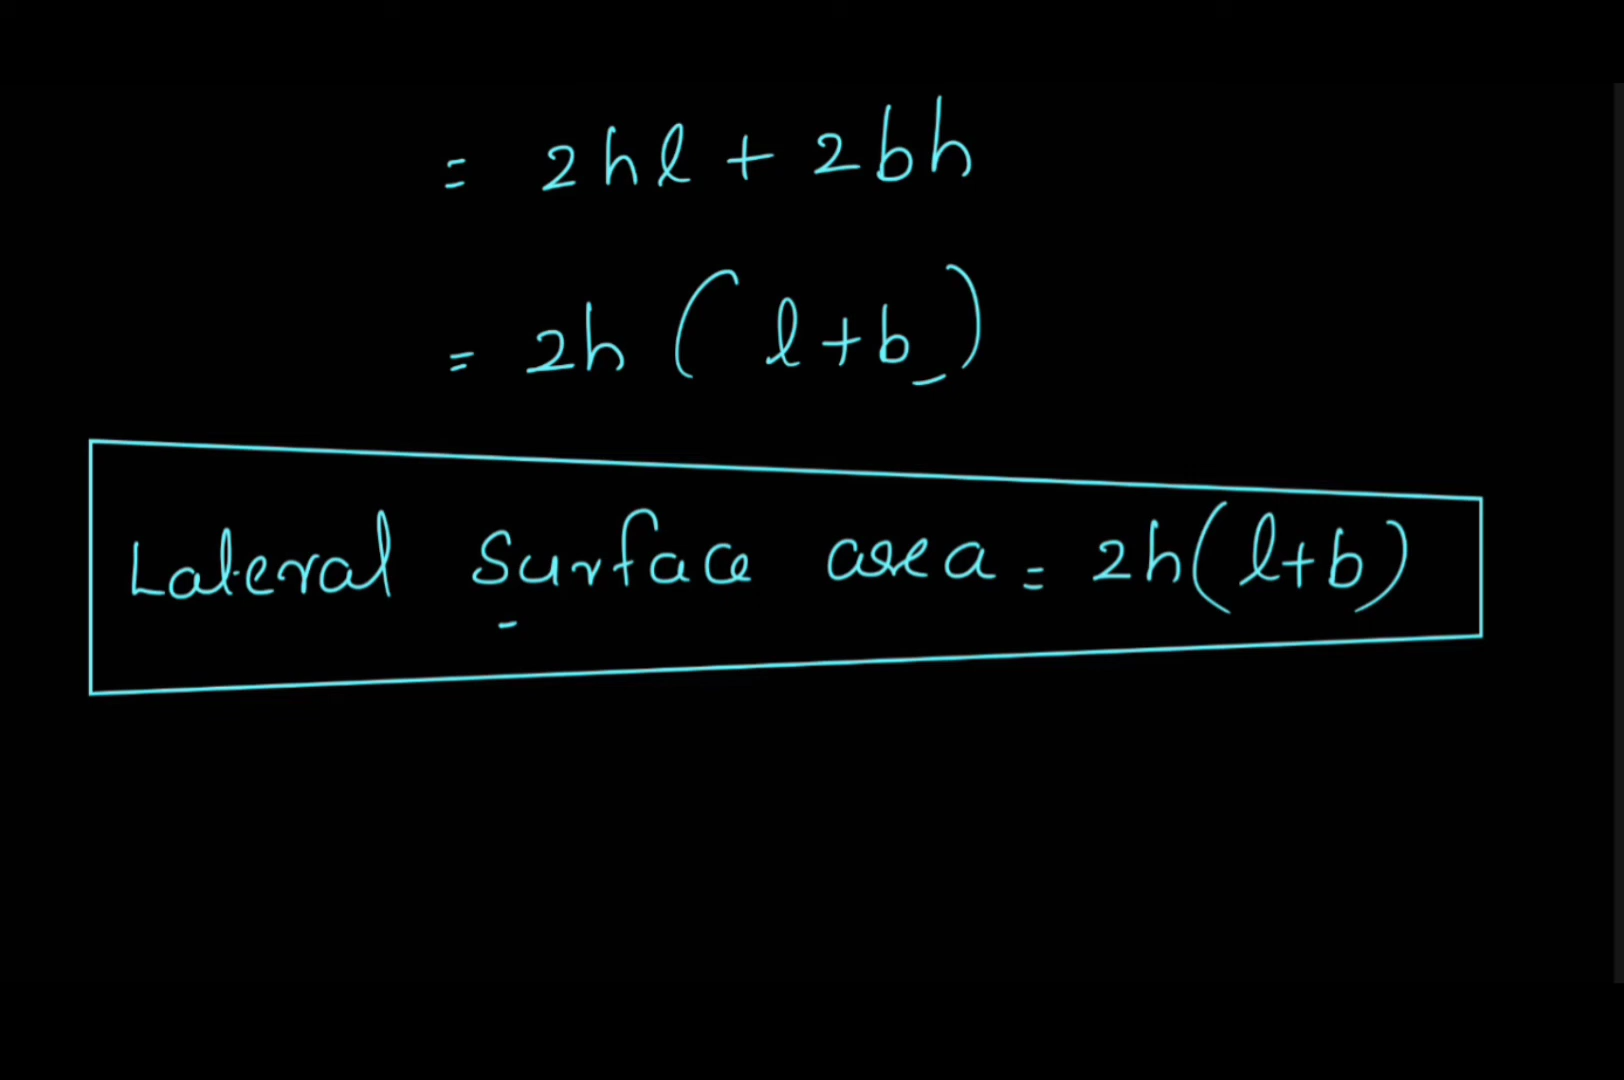 = 2hl + 2bh
= 2h ( l+b )
Lateral Surface area = 2h(l+b)